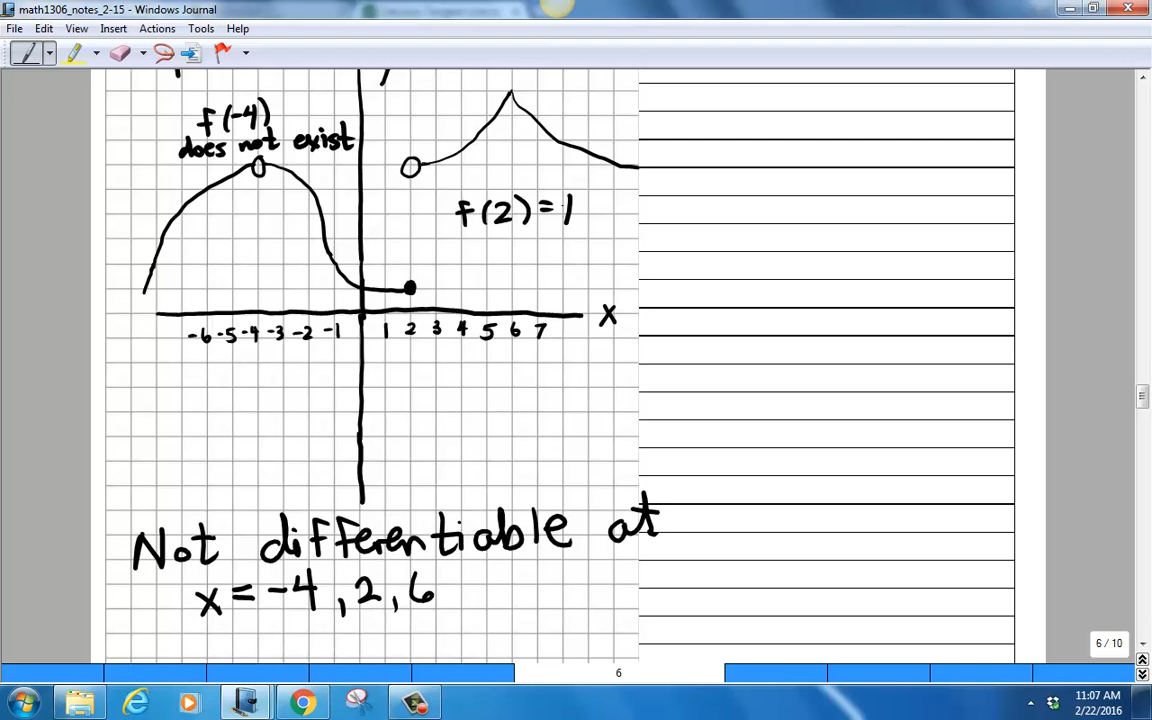 math1306_notes_2-15 - Windows Journal
File Edit View Insert Actions Tools Help
f(-4)
does not exist
f(2)=1
x
-6 -5 -4 -3 -2 -1 1 2 3 4 5 6 7
Not differentiable at
x = -4, 2, 6
6 / 10
6
11:07 AM
2/22/2016